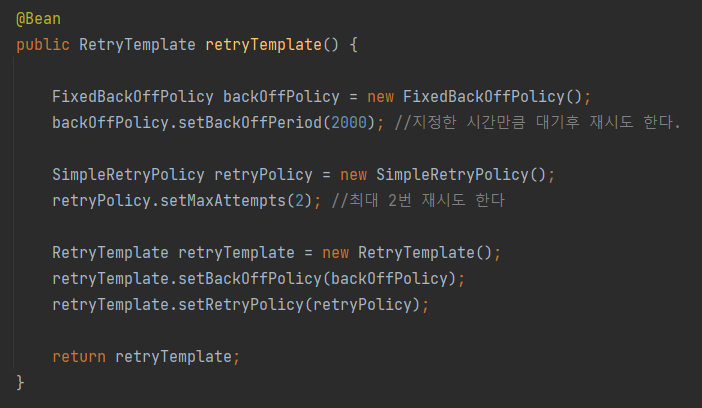 @Bean
public RetryTemplate retryTemplate() {
FixedBackOffPolicy backOffPolicy = new FixedBackOffPolicy();
backOffPolicy.setBackOffPeriod(2000); //지정한 시간만큼 대기후 재시도 한다.
SimpleRetryPolicy retryPolicy = new SimpleRetryPolicy();
retryPolicy.setMaxAttempts(2); //최대 2번 재시도 한다
RetryTemplate retryTemplate = new RetryTemplate();
retryTemplate.setBackOffPolicy(backOffPolicy);
retryTemplate.setRetryPolicy(retryPolicy);
return retryTemplate;
}